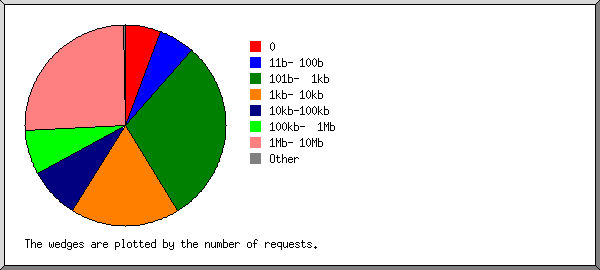 0
11b- 100b
101b-  1kb
1kb- 10kb
10kb-100kb
100kb-  1Mb
1Mb- 10Mb
Other
The wedges are plotted by the number of requests.